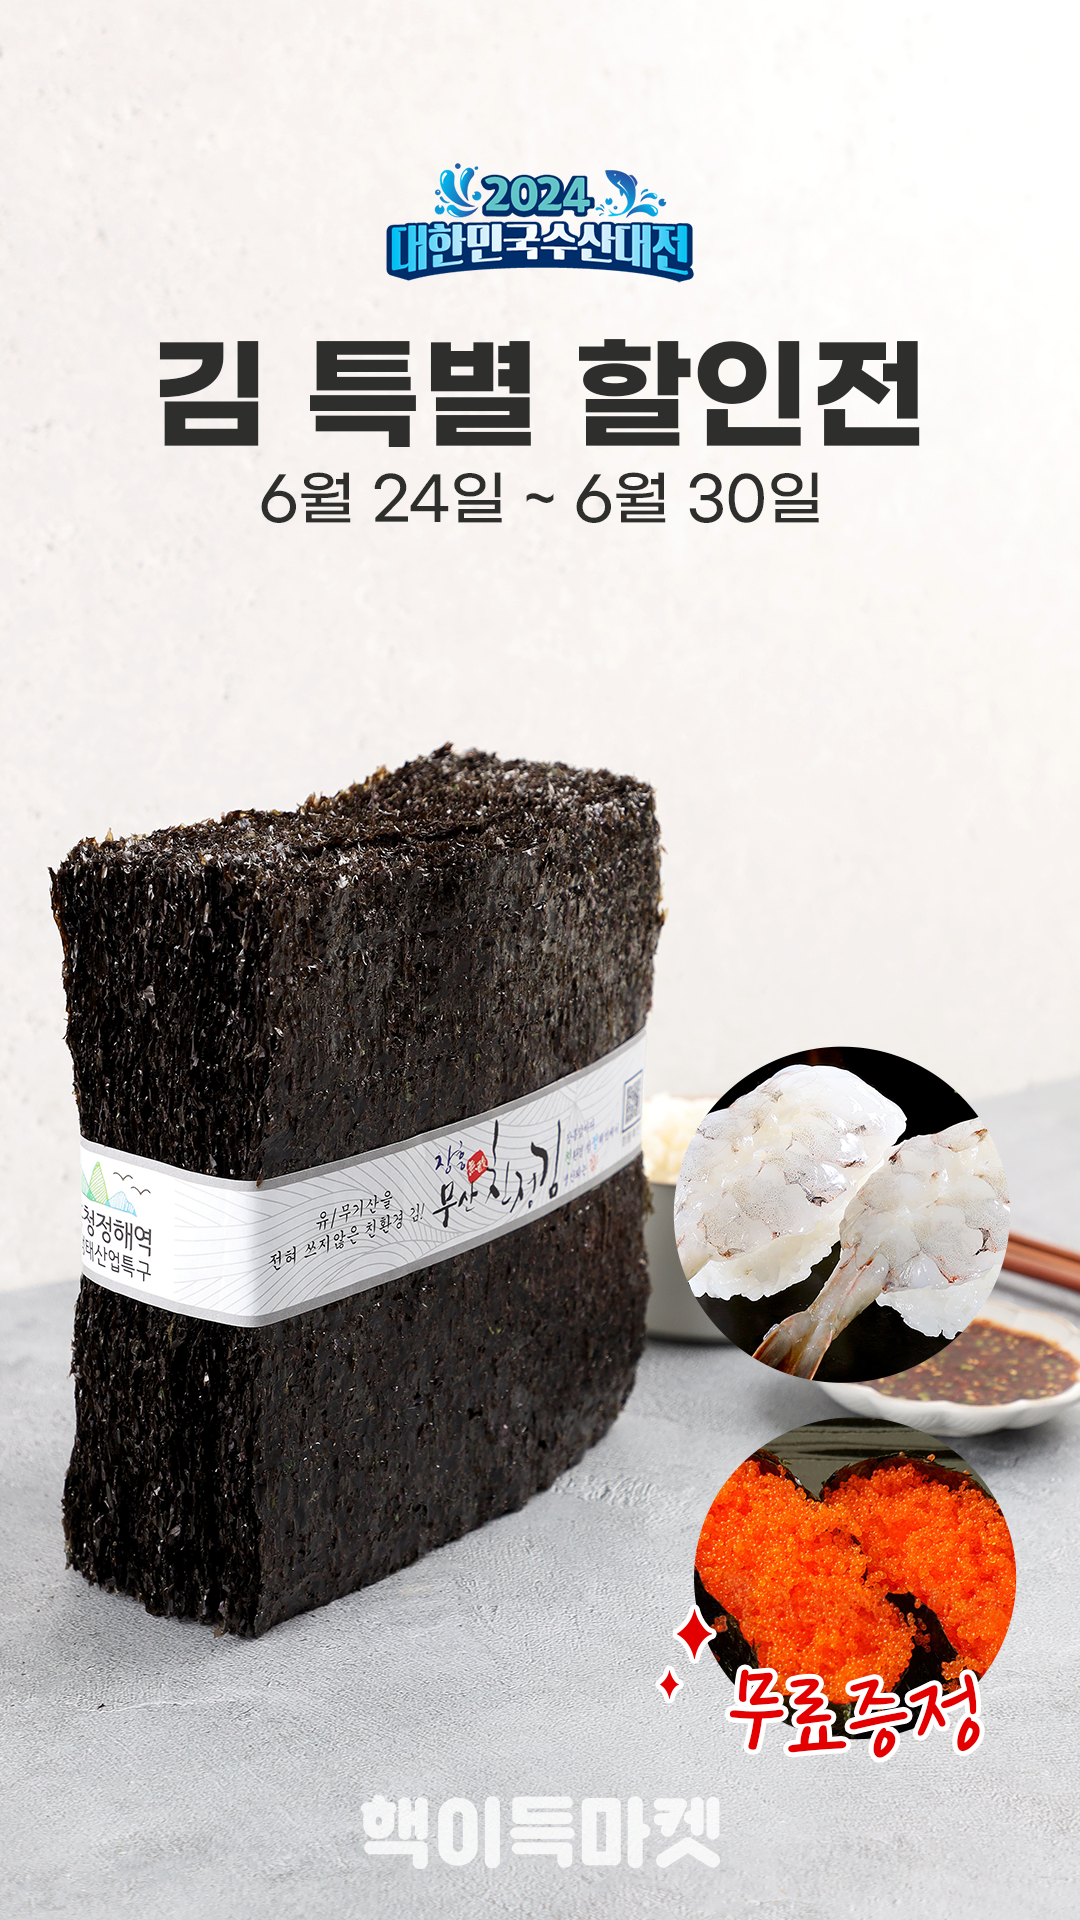 2024
대한민국수산대전
김 특별 할인전
6월 24일 ~ 6월 30일
장흥
무산 친정김
유/무기산을
전혀 쓰지않은 친환경 김!
청정해역
산업특구
무료증정
핵이득마켓